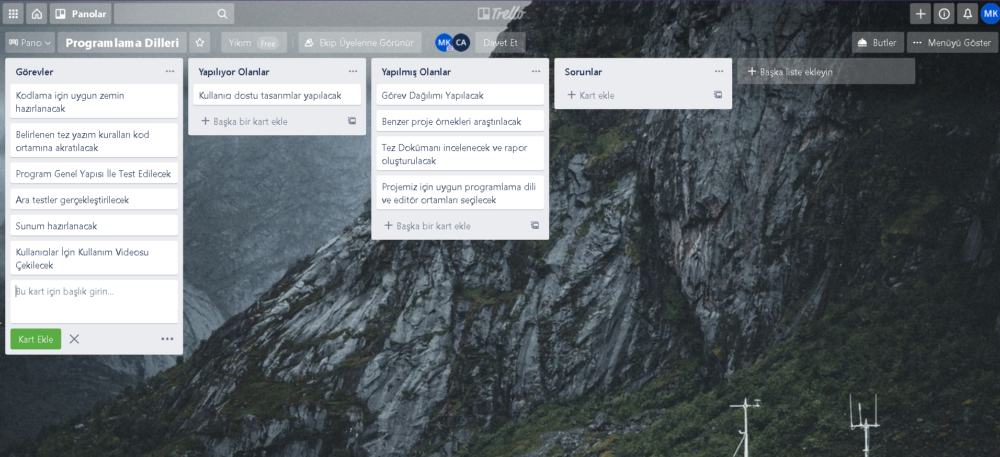 Panolar
Trello
MK
Pano
Programlama Dilleri
Yıkım Free
Ekip Üyelerine Görünür
MK CA
Davet Et
Butler
Menüyü Göster
Görevler
Kodlama için uygun zemin
hazırlanacak
Belirlenen tez yazım kuralları kod
ortamına akratılacak
Program Genel Yapısı İle Test Edilecek
Ara testler gerçekleştirilecek
Sunum hazırlanacak
Kullanıcılar İçin Kullanım Videosu
Çekilecek
Bu kart için başlık girin...
Kart Ekle
Yapılıyor Olanlar
Kullanıcı dostu tasarımlar yapılacak
Başka bir kart ekle
Yapılmış Olanlar
Görev Dağılımı Yapılacak
Benzer proje örnekleri araştırılacak
Tez Dokümanı incelenecek ve rapor
oluşturulacak
Projemiz için uygun programlama dili
ve editör ortamları seçilecek
Başka bir kart ekle
Sorunlar
Kart ekle
Başka liste ekleyin